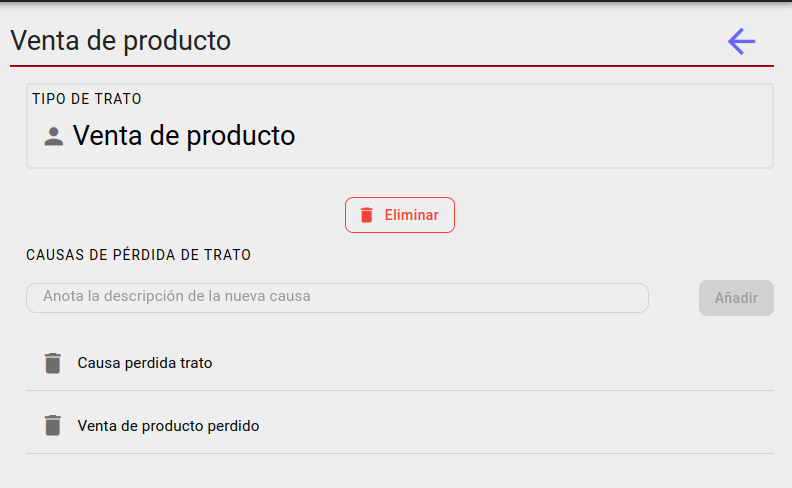 Venta de producto
TIPO DE TRATO
Venta de producto
Eliminar
CAUSAS DE PÉRDIDA DE TRATO
Anota la descripción de la nueva causa
Añadir
Causa perdida trato
Venta de producto perdido